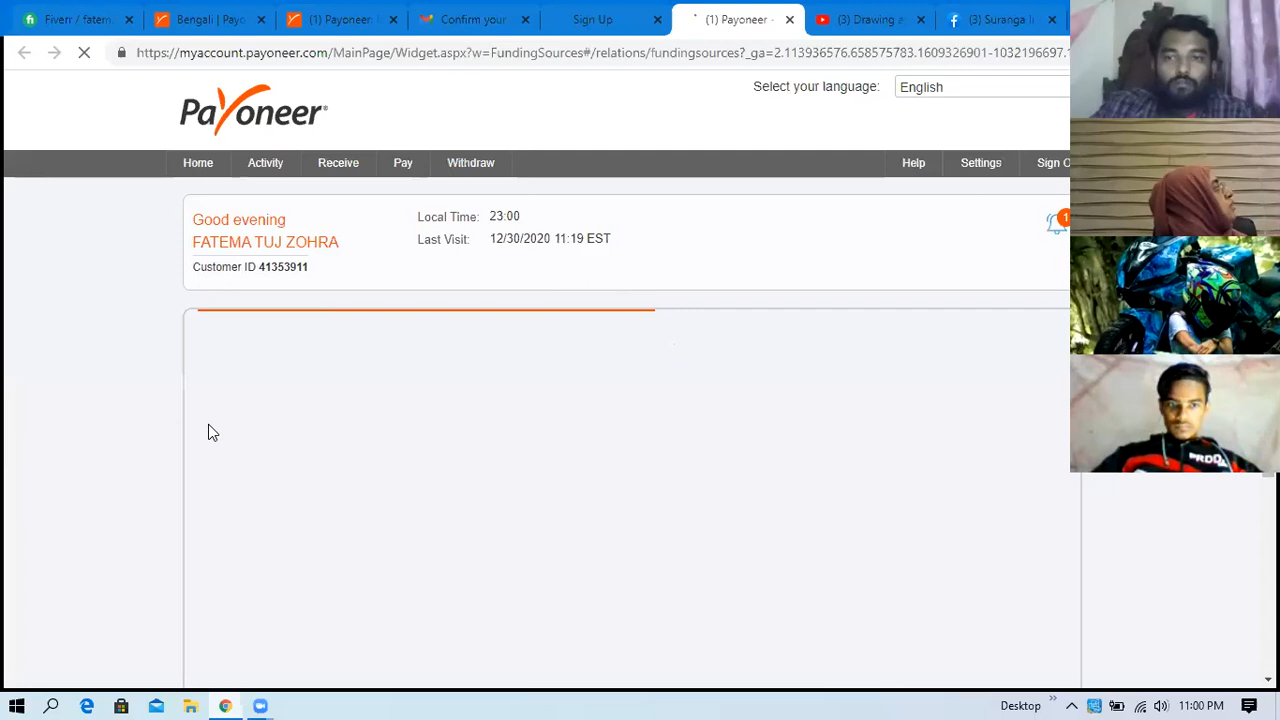 Fiverr / fatem.
Bengali | Payo
(1) Payoneer: 
Confirm your
Sign Up
(1) Payoneer -
(3) Drawing a
(3) Suranga li
https://myaccount.payoneer.com/MainPage/Widget.aspx?w=FundingSources#/relations/fundingsources?_ga=2.113936576.658575783.1609326901-1032196697.1
Select your language: English
Payoneer
Home Activity Receive Pay Withdraw Help Settings Sign O
Good evening
FATEMA TUJ ZOHRA
Customer ID 41353911
Local Time: 23:00
Last Visit: 12/30/2020 11:19 EST
1
Desktop
11:00 PM